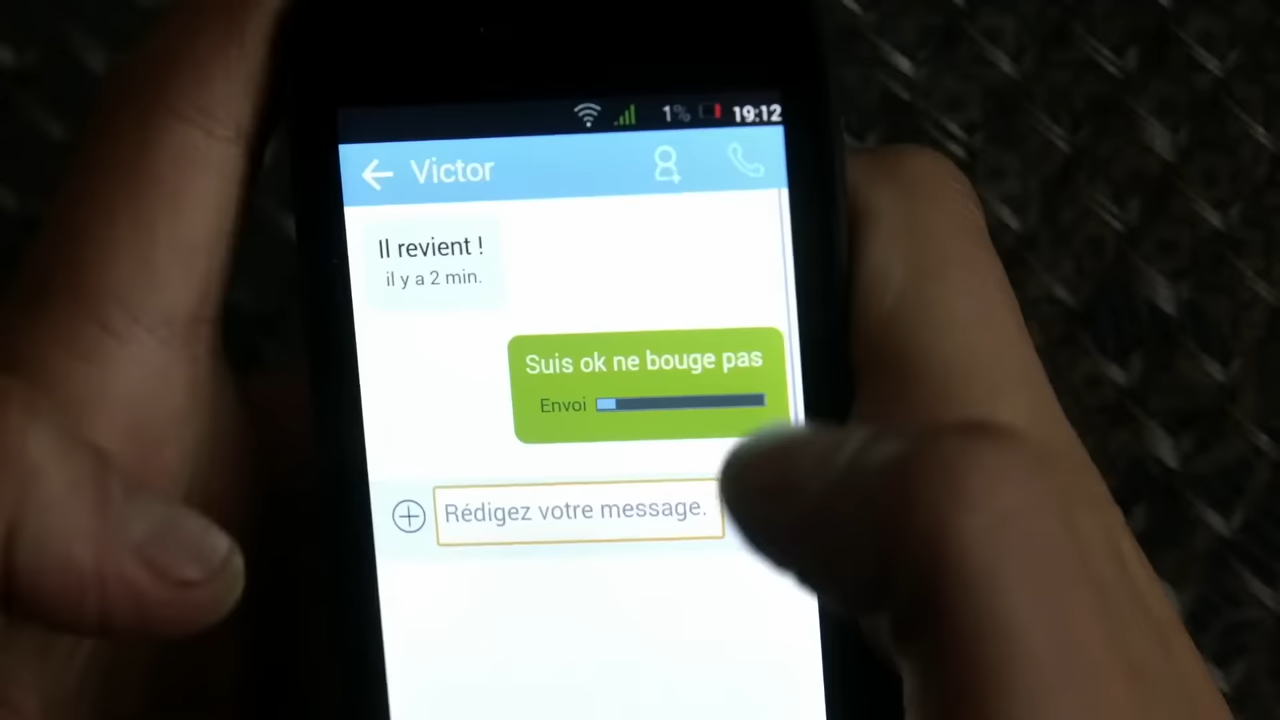 1% 19:12
Victor
Il revient !
il y a 2 min.
Suis ok ne bouge pas
Envoi
Rédigez votre message.